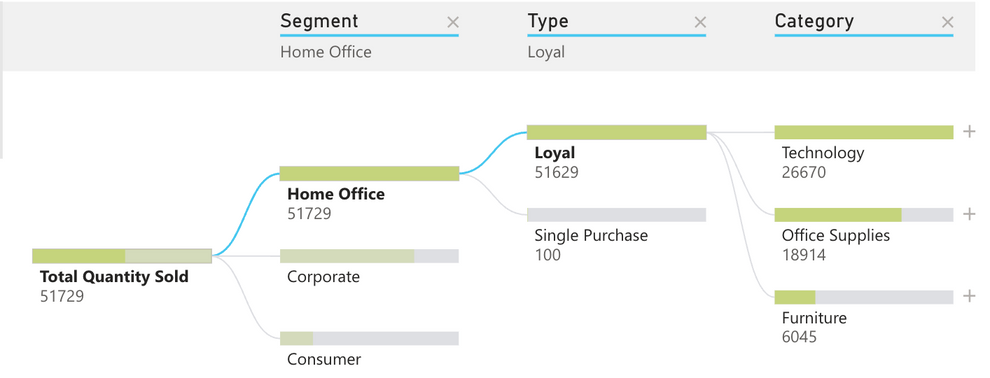 Segment
Type
Category
Home Office
Loyal
Loyal
51629
Technology
26670
Home Office
51729
Single Purchase
100
Office Supplies
18914
Total Quantity Sold
51729
Corporate
Furniture
6045
Consumer